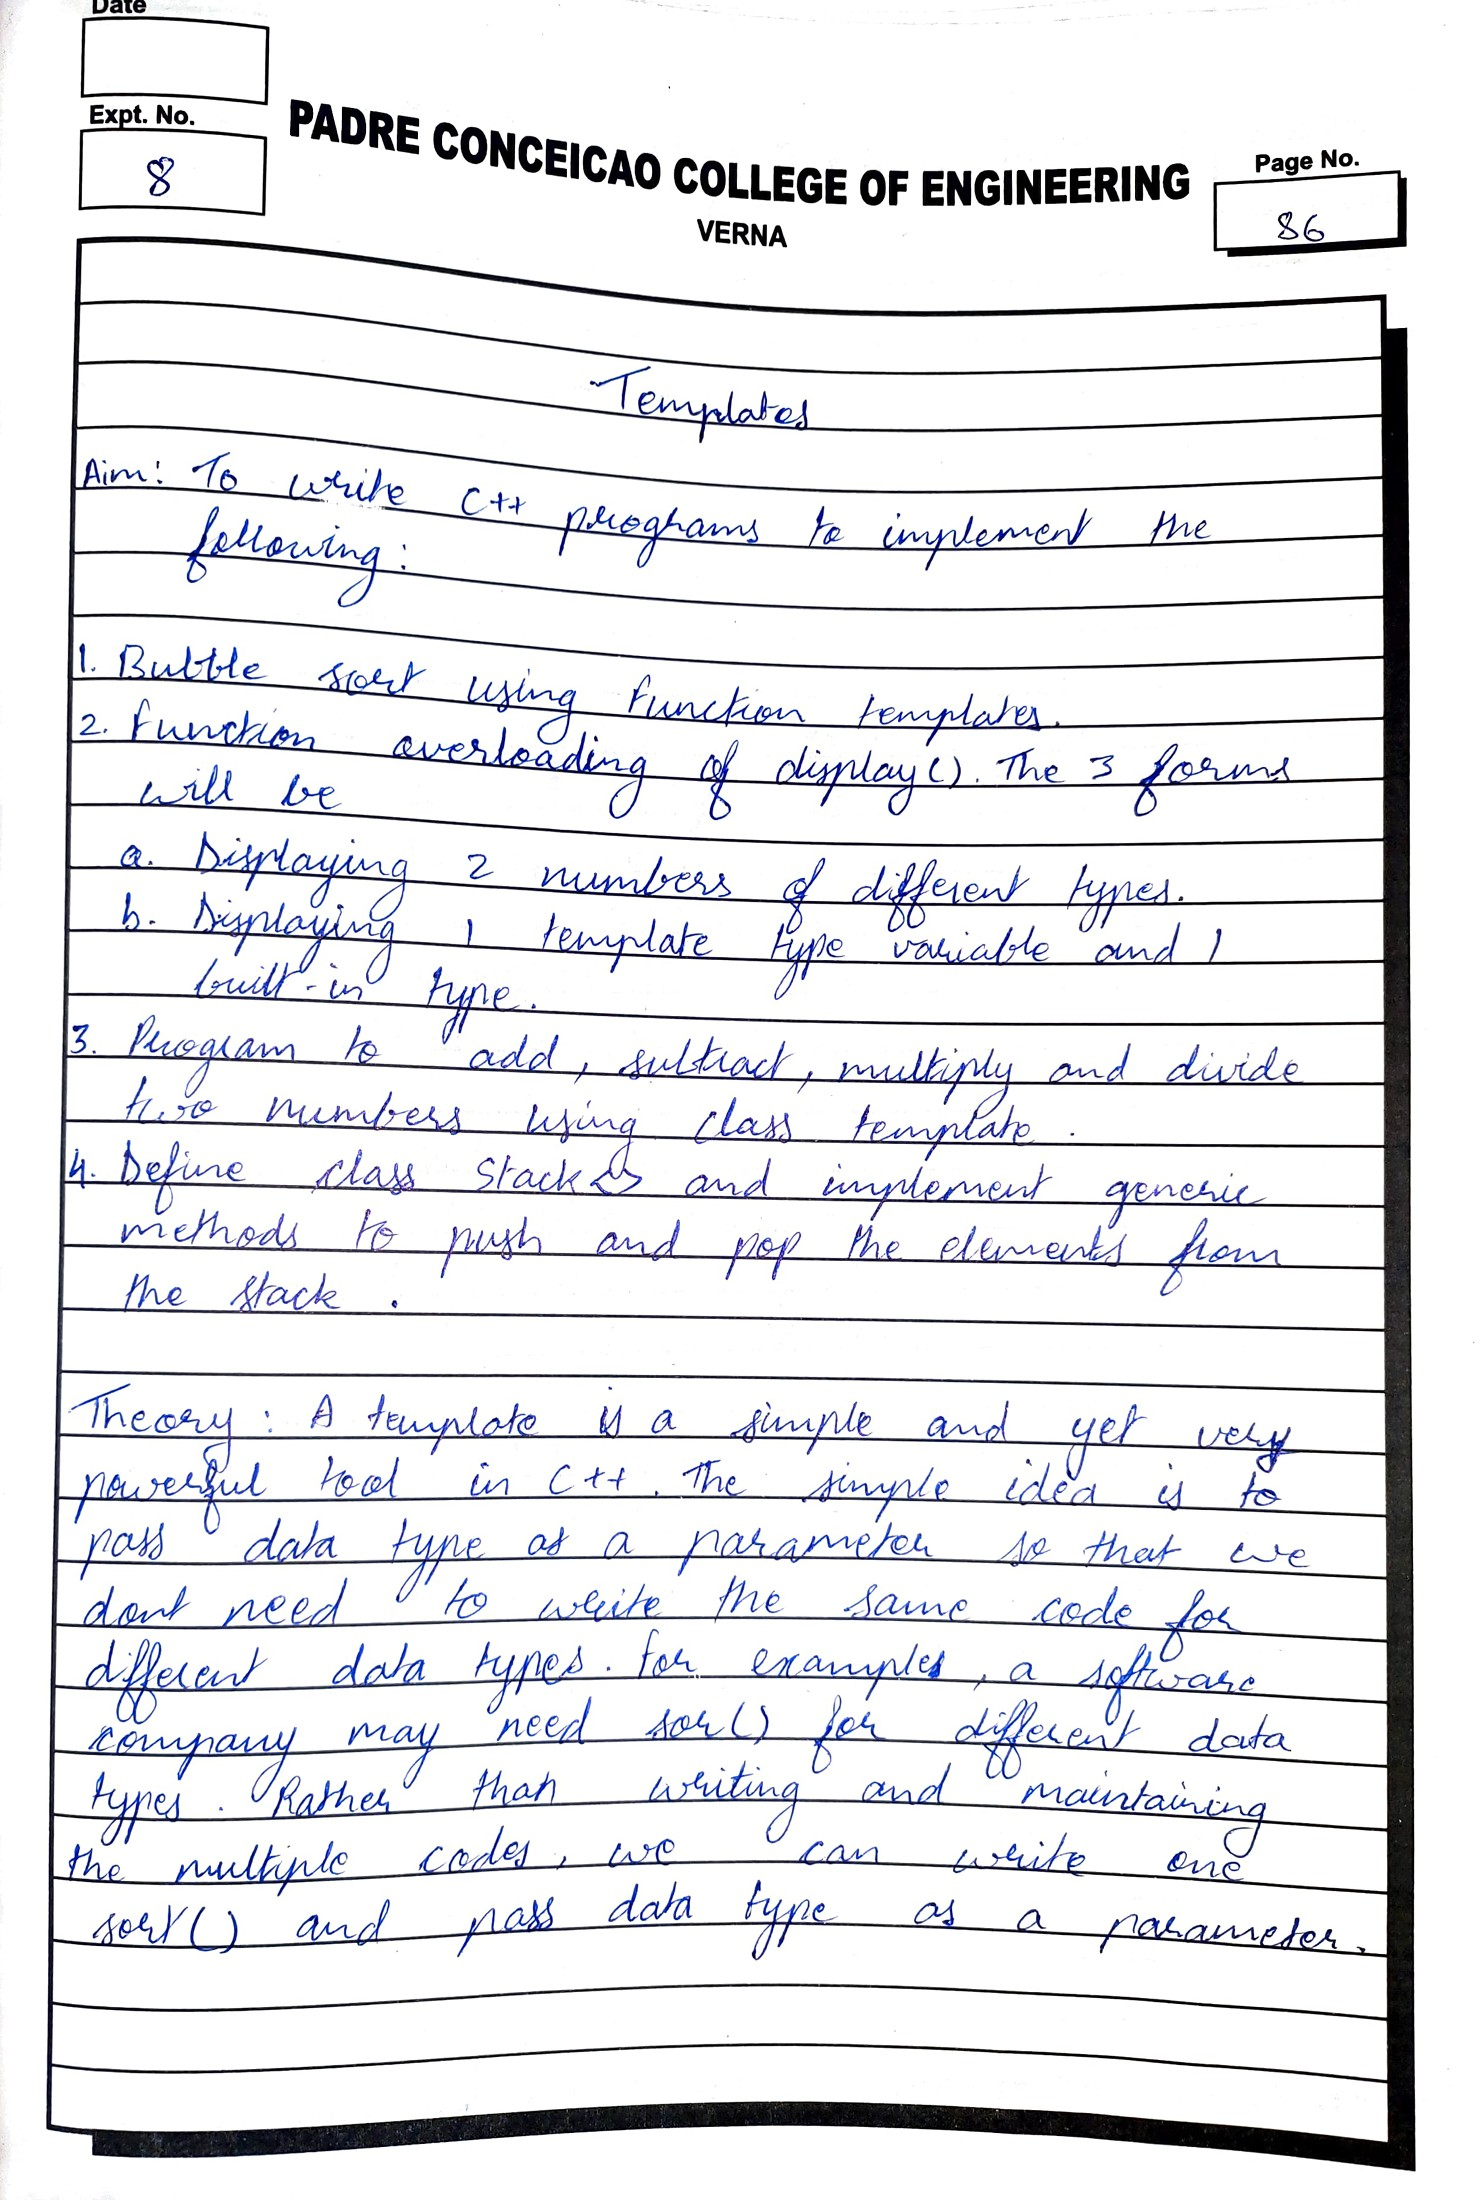 Date
Expt. No.
8
PADRE CONCEICAO COLLEGE OF ENGINEERING
VERNA
Page No.
86
Templates
Aim: To write C++ programs to implement the
following:
1. Bubble sort using function templates.
2. Function overloading of display(). The 3 forms
will be
a. Displaying 2 numbers of different types.
b. Displaying 1 template type variable and 1
built-in type.
3. Program to add, subtract, multiply and divide
two numbers using class template.
4. Define class Stack<> and implement generic
methods to push and pop the elements from
the stack.
Theory: A template is a simple and yet very
powerful tool in C++. The simple idea is to
pass data type as a parameter so that we
dont need to write the same code for
different data types. For examples, a software
company may need sor() for different data
types. Rather than writing and maintaining
the multiple codes, we can write one
sort() and pass data type as a parameter.